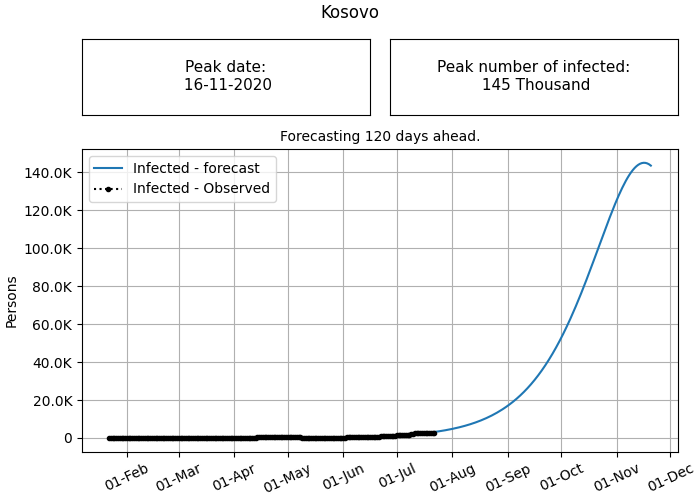 Kosovo
Peak date:
16-11-2020
Peak number of infected:
145 Thousand
Forecasting 120 days ahead.
Infected - forecast
Infected - Observed
Persons
140.0K
120.0K
100.0K
80.0K
60.0K
40.0K
20.0K
0
01-Feb
01-Mar
01-Apr
01-May
01-Jun
01-Jul
01-Aug
01-Sep
01-Oct
01-Nov
01-Dec